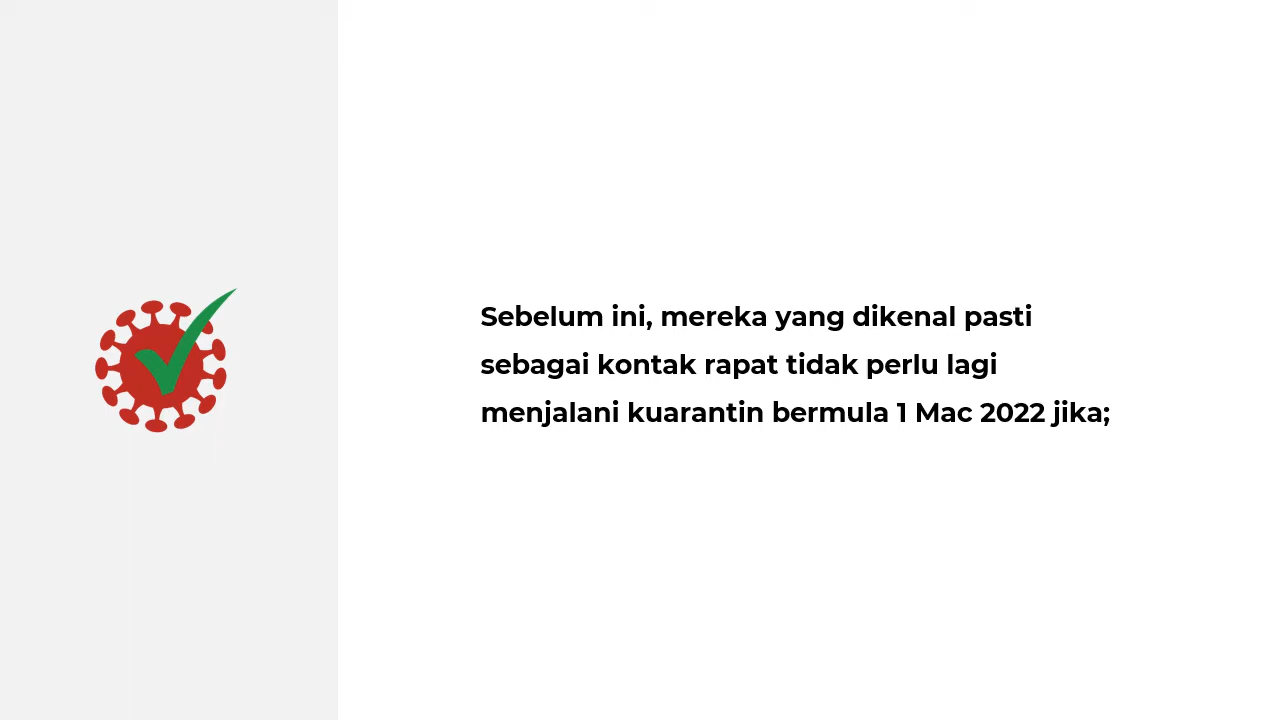 Sebelum ini, mereka yang dikenal pasti
sebagai kontak rapat tidak perlu lagi
menjalani kuarantin bermula 1 Mac 2022 jika;